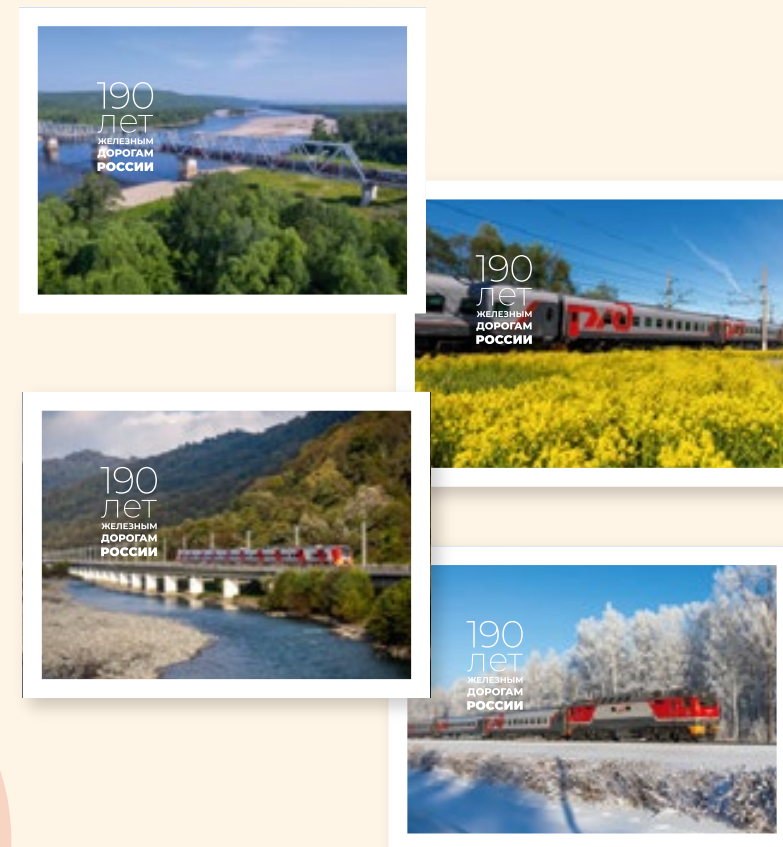 190
лет
ЖЕЛЕЗНЫМ
ДОРОГАМ
РОССИИ
190
лет
ЖЕЛЕЗНЫМ
ДОРОГАМ
РОССИИ
190
лет
ЖЕЛЕЗНЫМ
ДОРОГАМ
РОССИИ
190
лет
ЖЕЛЕЗНЫМ
ДОРОГАМ
РОССИИ